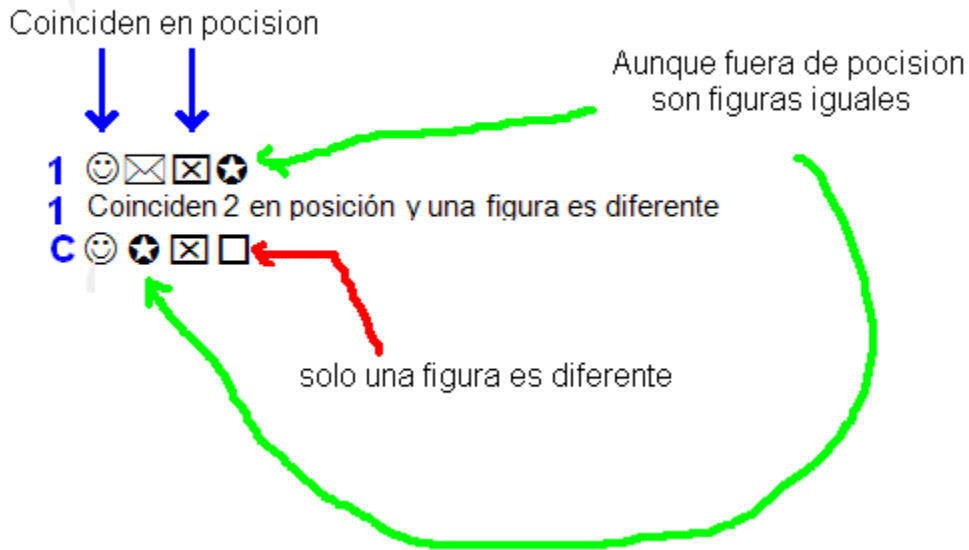 Coinciden en pocision
Aunque fuera de pocision
son figuras iguales
1 ☺✉☒✪
1 Coinciden 2 en posición y una figura es diferente
C ☺✪☒☐
solo una figura es diferente